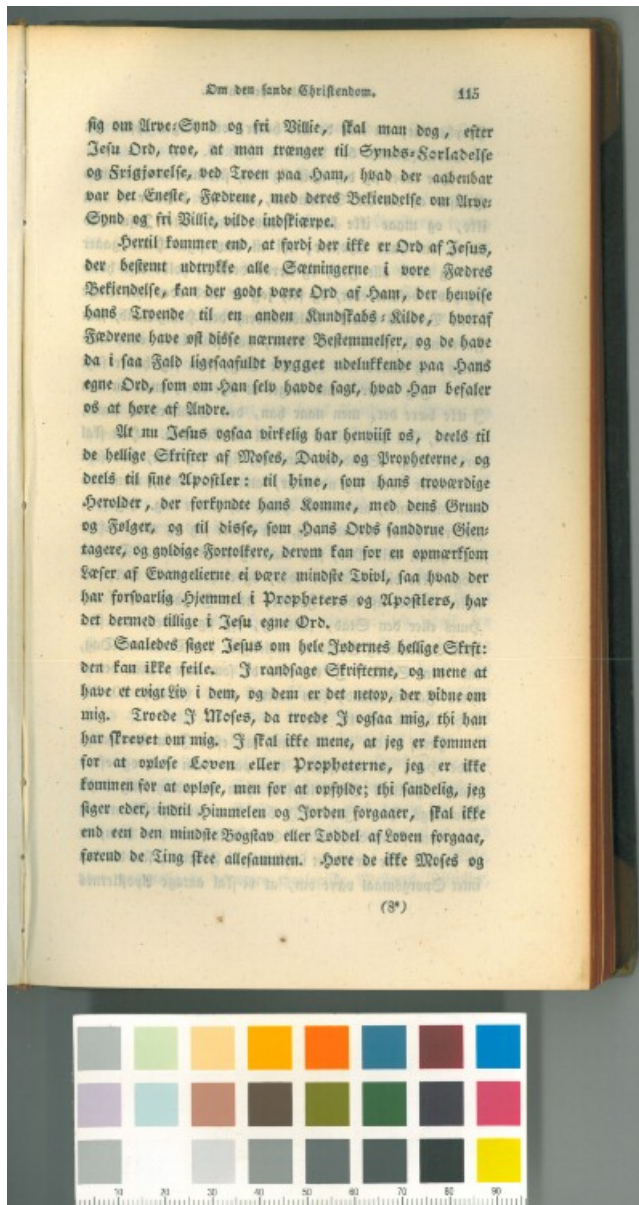 Om den sande Christendom. 115
sig om Arve-Synd og fri Villie, skal man dog, efter
Jesu Ord, troe, at man trænger til Synds-Forladelse
og Frigjørelse, ved Troen paa Ham, hvad der aabenbar
var det Eneste, Fædrene, med deres Bekiendelse om Arve-
Synd og fri Villie, vilde indskiærpe.
Hertil kommer end, at fordi der ikke er Ord af Jesus,
der bestemt udtrykke alle Sætningerne i vore Fædres
Bekiendelse, kan der godt være Ord af Ham, der henvise
hans Troende til en anden Kundskabs-Kilde, hvoraf
Fædrene have øst disse nærmere Bestemmelser, og de have
da i saa Fald ligesaafuldt bygget udelukkende paa Hans
egne Ord, som om Han selv havde sagt, hvad Han befaler
os at høre af Andre.
At nu Jesus ogsaa virkelig har henviist os, deels til
de hellige Skrifter af Moses, David, og Propheterne, og
deels til sine Apostler: til hine, som hans troværdige
Herolder, der forkyndte hans Komme, med dens Grund
og Følger, og til disse, som Hans Ords sanddrue Gien-
tagere, og gyldige Fortolkere, derom kan for en opmærksom
Læser af Evangelierne ei være mindste Tvivl, saa hvad der
har forsvarlig Hjemmel i Propheters og Apostlers, har
det dermed tillige i Jesu egne Ord.
Saaledes siger Jesus om hele Jødernes hellige Skrift:
den kan ikke feile. I randsage Skrifterne, og mene at
have et evigt Liv i dem, og dem er det netop, der vidne om
mig. Troede I Moses, da troede I ogsaa mig, thi han
har skrevet om mig. I skal ikke mene, at jeg er kommen
for at opløse Loven eller Propheterne, jeg er ikke
kommen for at opløse, men for at opfylde; thi sandelig, jeg
siger eder, indtil Himmelen og Jorden forgaaer, skal ikke
end een den mindste Bogstav eller Tøddel af Loven forgaae,
førend de Ting skee allesammen. Høre de ikke Moses og
(8*)
10 20 30 40 50 60 70 80 90